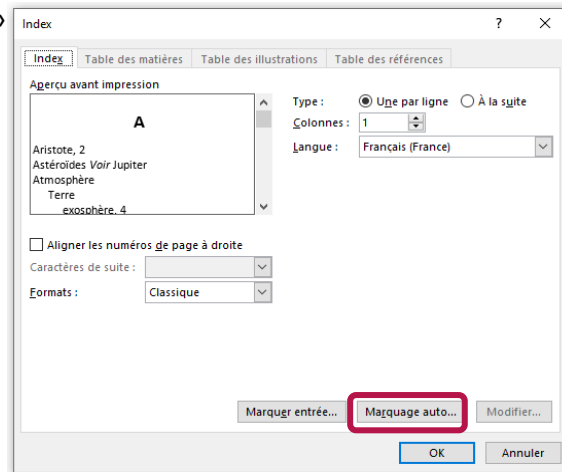 Index ? ×
Index Table des matières Table des illustrations Table des références
Aperçu avant impression
A
Aristote, 2
Astéroïdes Voir Jupiter
Atmosphère
Terre
exosphère, 4
Type : Une par ligne À la suite
Colonnes : 1
Langue : Français (France)
Aligner les numéros de page à droite
Caractères de suite :
Formats : Classique
Marquer entrée... Marquage auto... Modifier...
OK Annuler